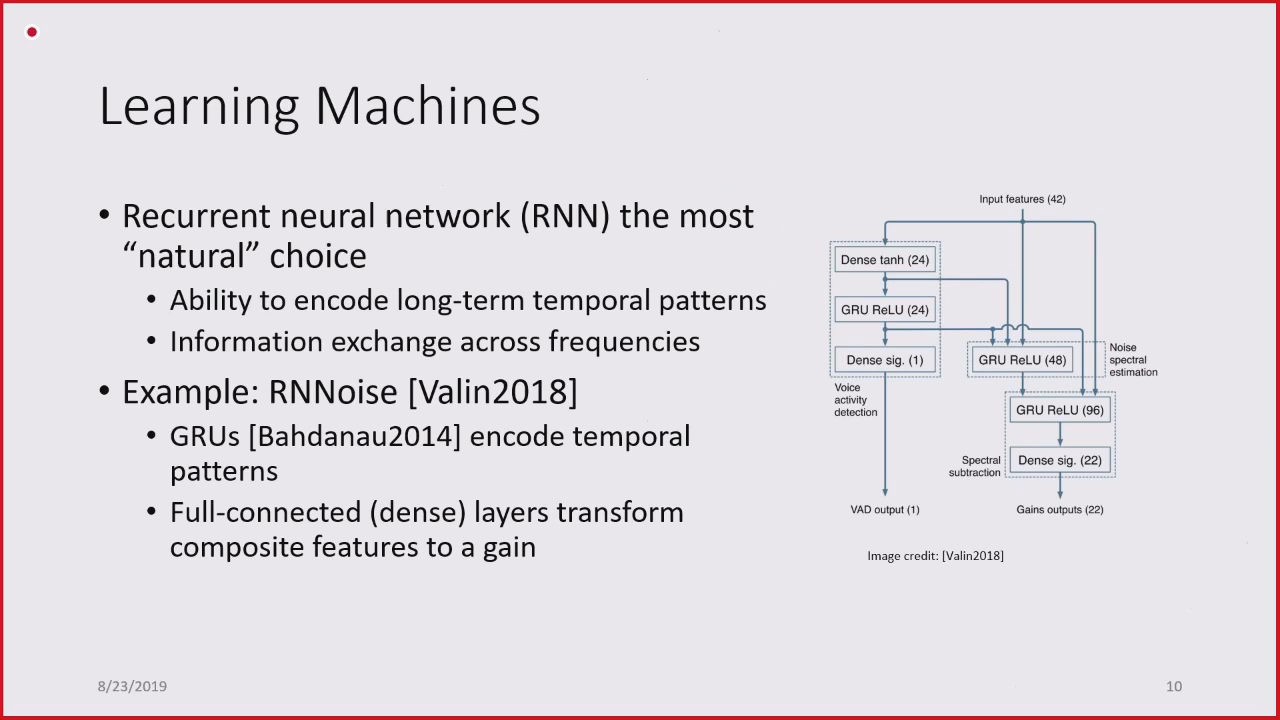 Learning Machines
• Recurrent neural network (RNN) the most
“natural” choice
• Ability to encode long-term temporal patterns
• Information exchange across frequencies
• Example: RNNoise [Valin2018]
• GRUs [Bahdanau2014] encode temporal
patterns
• Full-connected (dense) layers transform
composite features to a gain
Input features (42)
Dense tanh (24)
GRU ReLU (24)
Dense sig. (1)
Voice
activity
detection
GRU ReLU (48)
Noise
spectral
estimation
GRU ReLU (96)
Dense sig. (22)
Spectral
subtraction
VAD output (1)
Gains outputs (22)
Image credit: [Valin2018]
8/23/2019
10